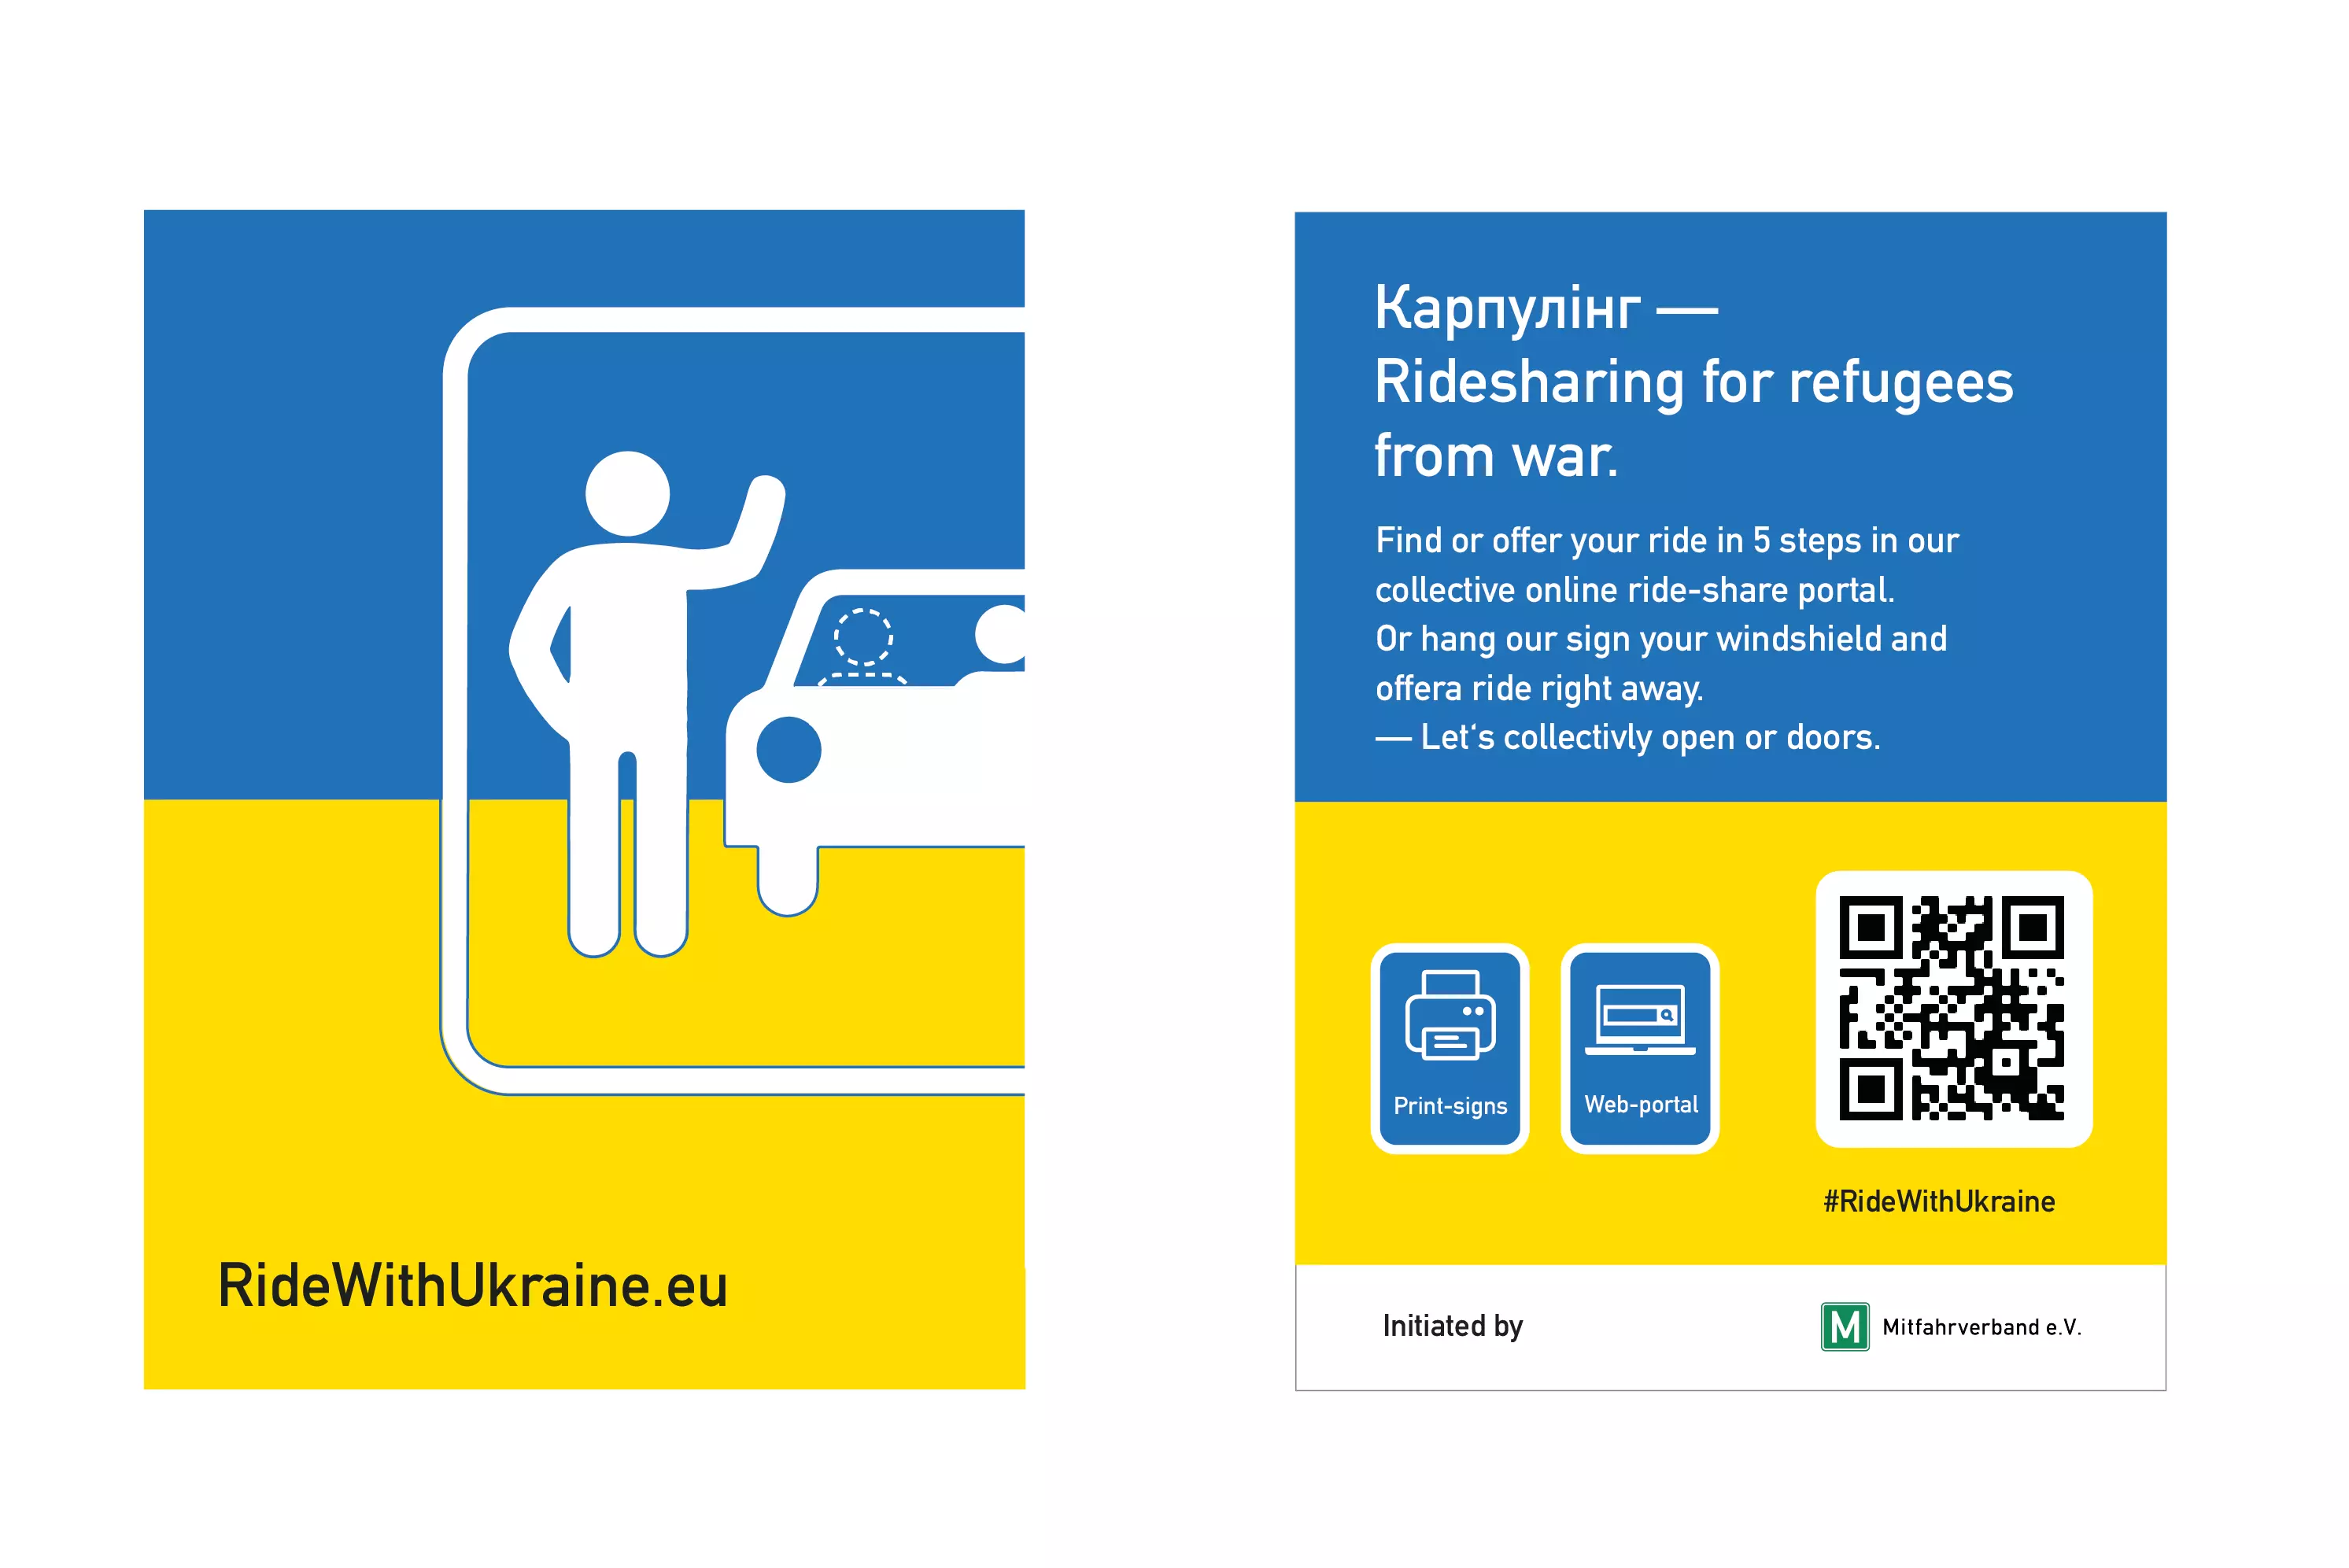 RideWithUkraine.eu
Карпулінг —
Ridesharing for refugees
from war.
Find or offer your ride in 5 steps in our
collective online ride-share portal.
Or hang our sign your windshield and
offera ride right away.
— Let‘s collectivly open or doors.
Print-signs
Web-portal
#RideWithUkraine
Initiated by
M Mitfahrverband e.V.